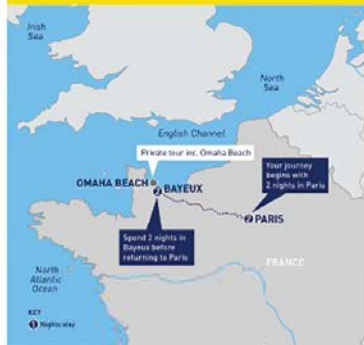 Irish
Sea
North
Sea
English Channel
Private tour inc. Omaha Beach
Your journey
begins with
2 nights in Paris
OMAHA BEACH
2 BAYEUX
2 PARIS
Spend 2 nights in
Bayeux before
returning to Paris
FRANCE
North
Atlantic
Ocean
KEY
Nights stay